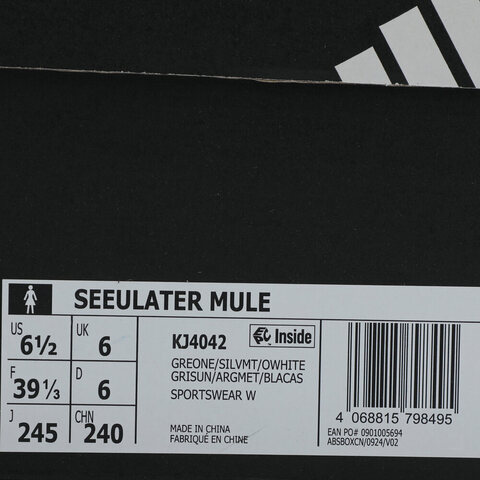 SEEULATER MULE
US 6½ UK 6
F 39⅓ D 6
J 245 CHN 240
KJ4042 Inside
GREONE/SILVMT/OWHITE
GRISUN/ARGMET/BLACAS
SPORTSWEAR W
MADE IN CHINA
FABRIQUÉ EN CHINE
4 068815 798495
EAN PO# 0901005694
ABSBOXCN/0924/V02